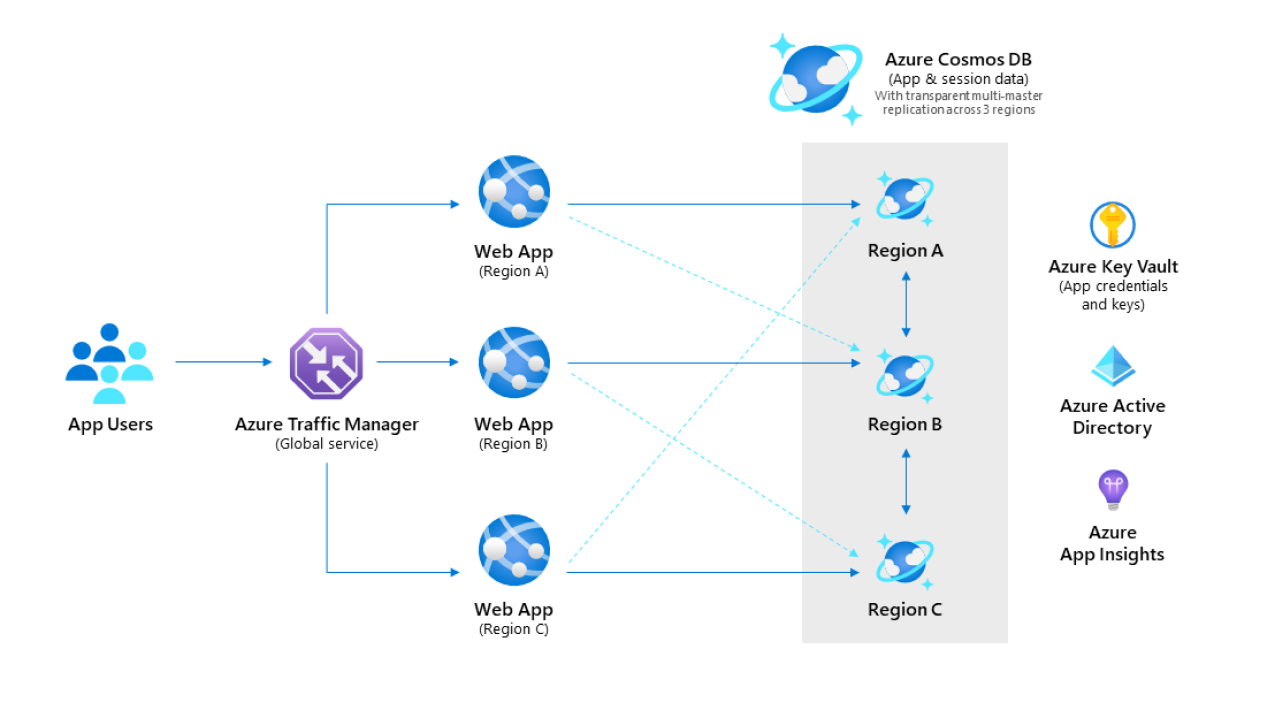 Azure Cosmos DB
(App & session data)
With transparent multi-master
replication across 3 regions
Web App
(Region A)
Region A
Azure Key Vault
(App credentials
and keys)
App Users
Azure Traffic Manager
(Global service)
Web App
(Region B)
Region B
Azure Active
Directory
Azure
App Insights
Web App
(Region C)
Region C